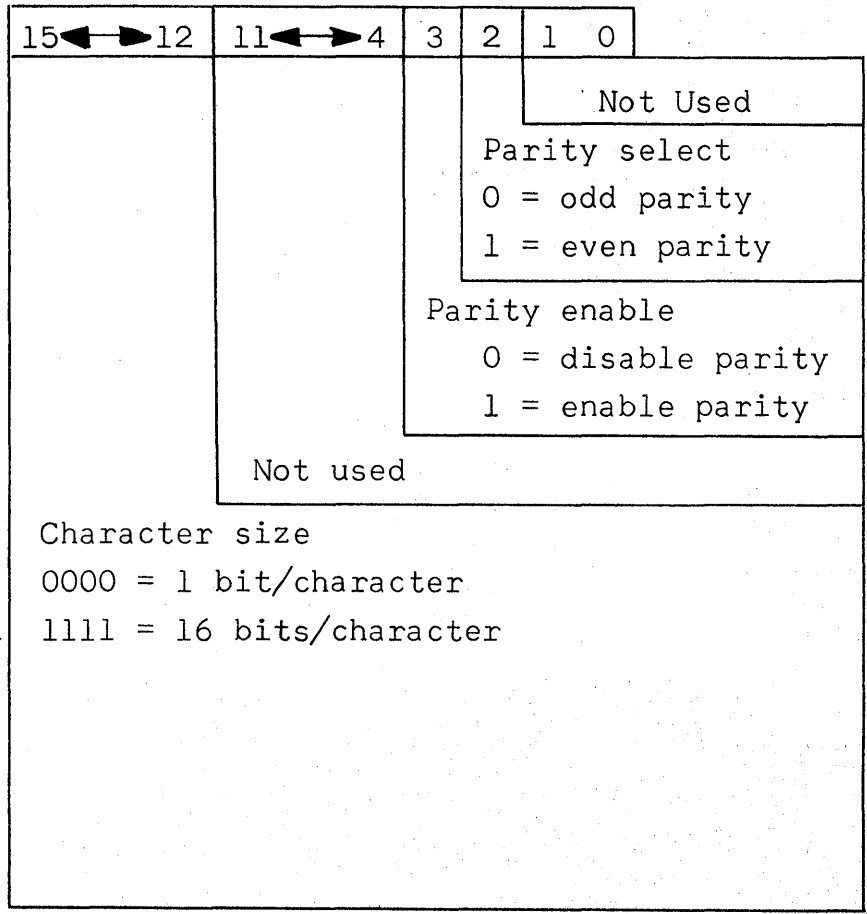 15◄►12 11◄►4 3 2 1 0
Not Used
Parity select
0 = odd parity
1 = even parity
Parity enable
0 = disable parity
1 = enable parity
Not used
Character size
0000 = 1 bit/character
1111 = 16 bits/character